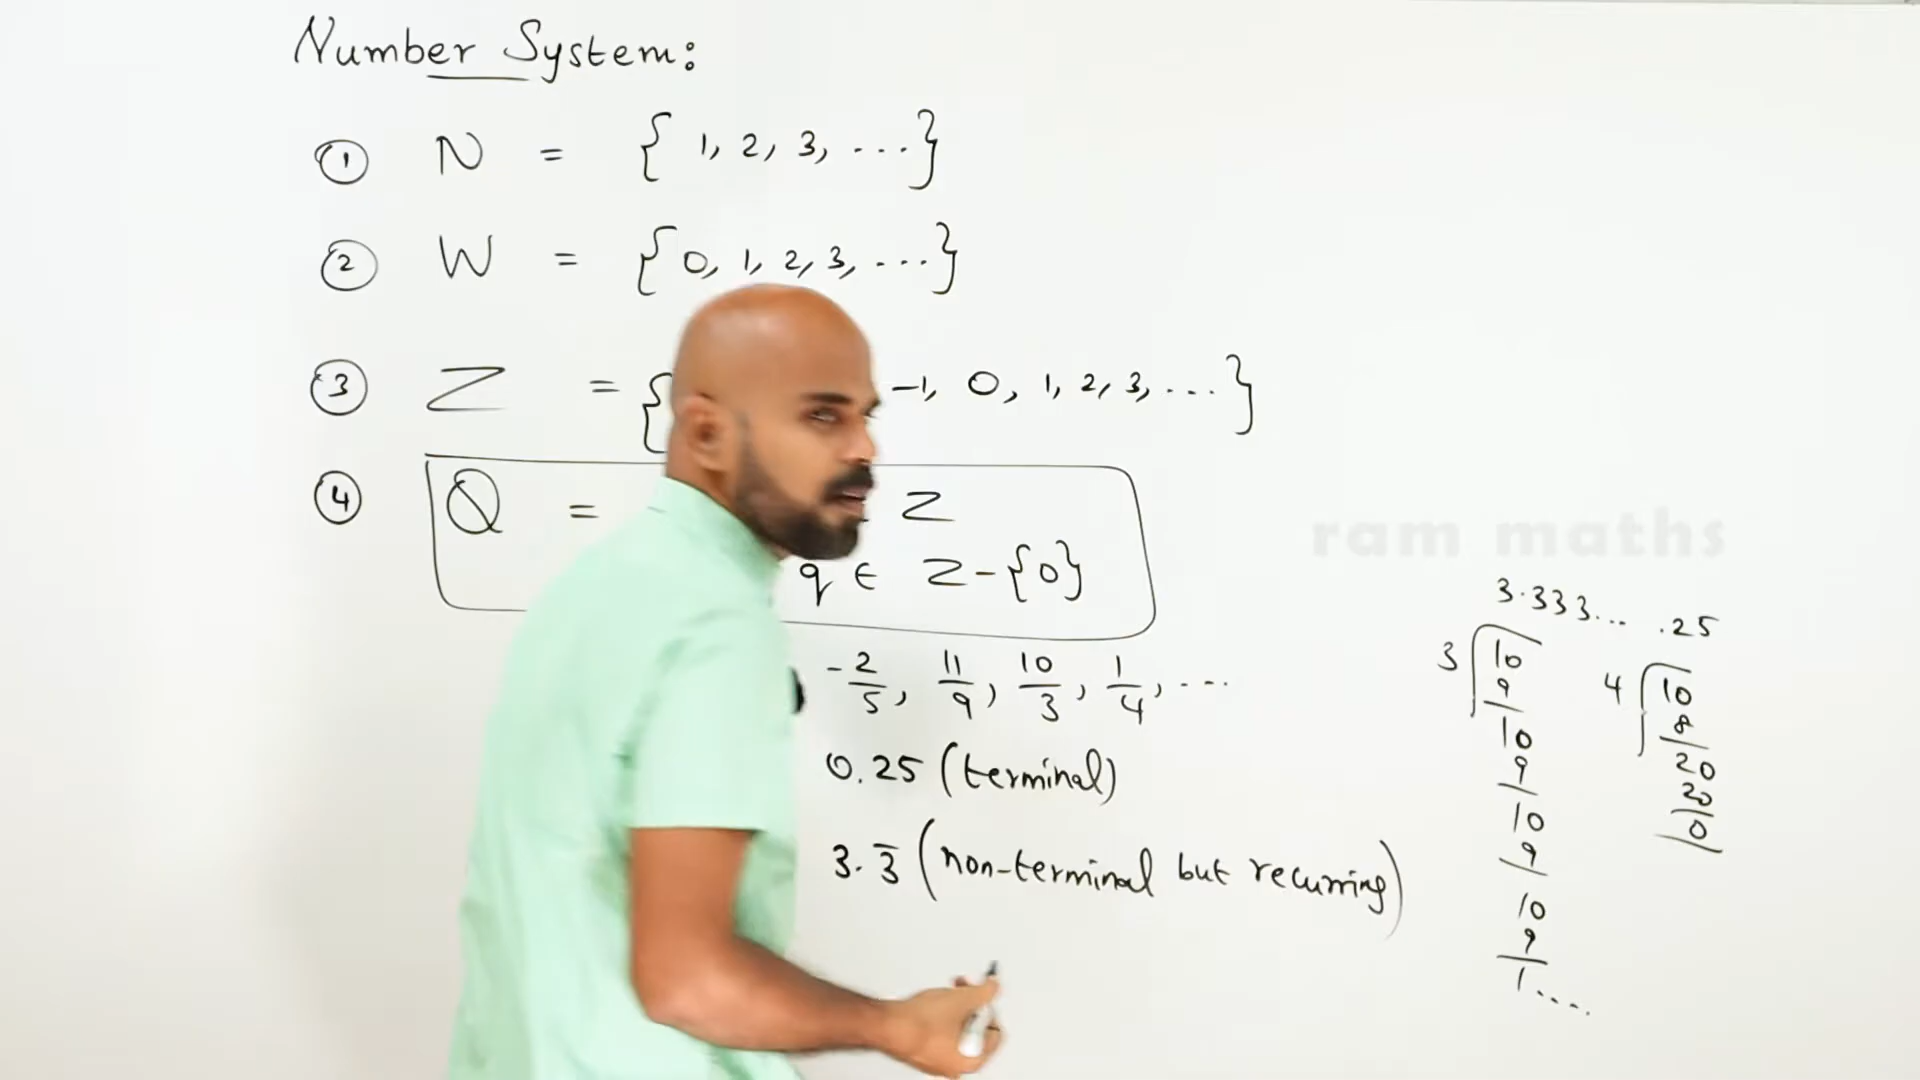 Number System:
① N = { 1, 2, 3, ...}
② W = {0, 1, 2, 3, ...}
③ Z = { -1, 0, 1, 2, 3, ...}
④ Q = Z
q ∈ Z-{0}
-2/5, 11/9, 10/3, 1/4, ...
0.25 (terminal)
3.3̅ (non-terminal but recurring)
ram maths
3.333...
3 10
9
10
9
10
9
10
9
1....
.25
4 10
8
20
20
0